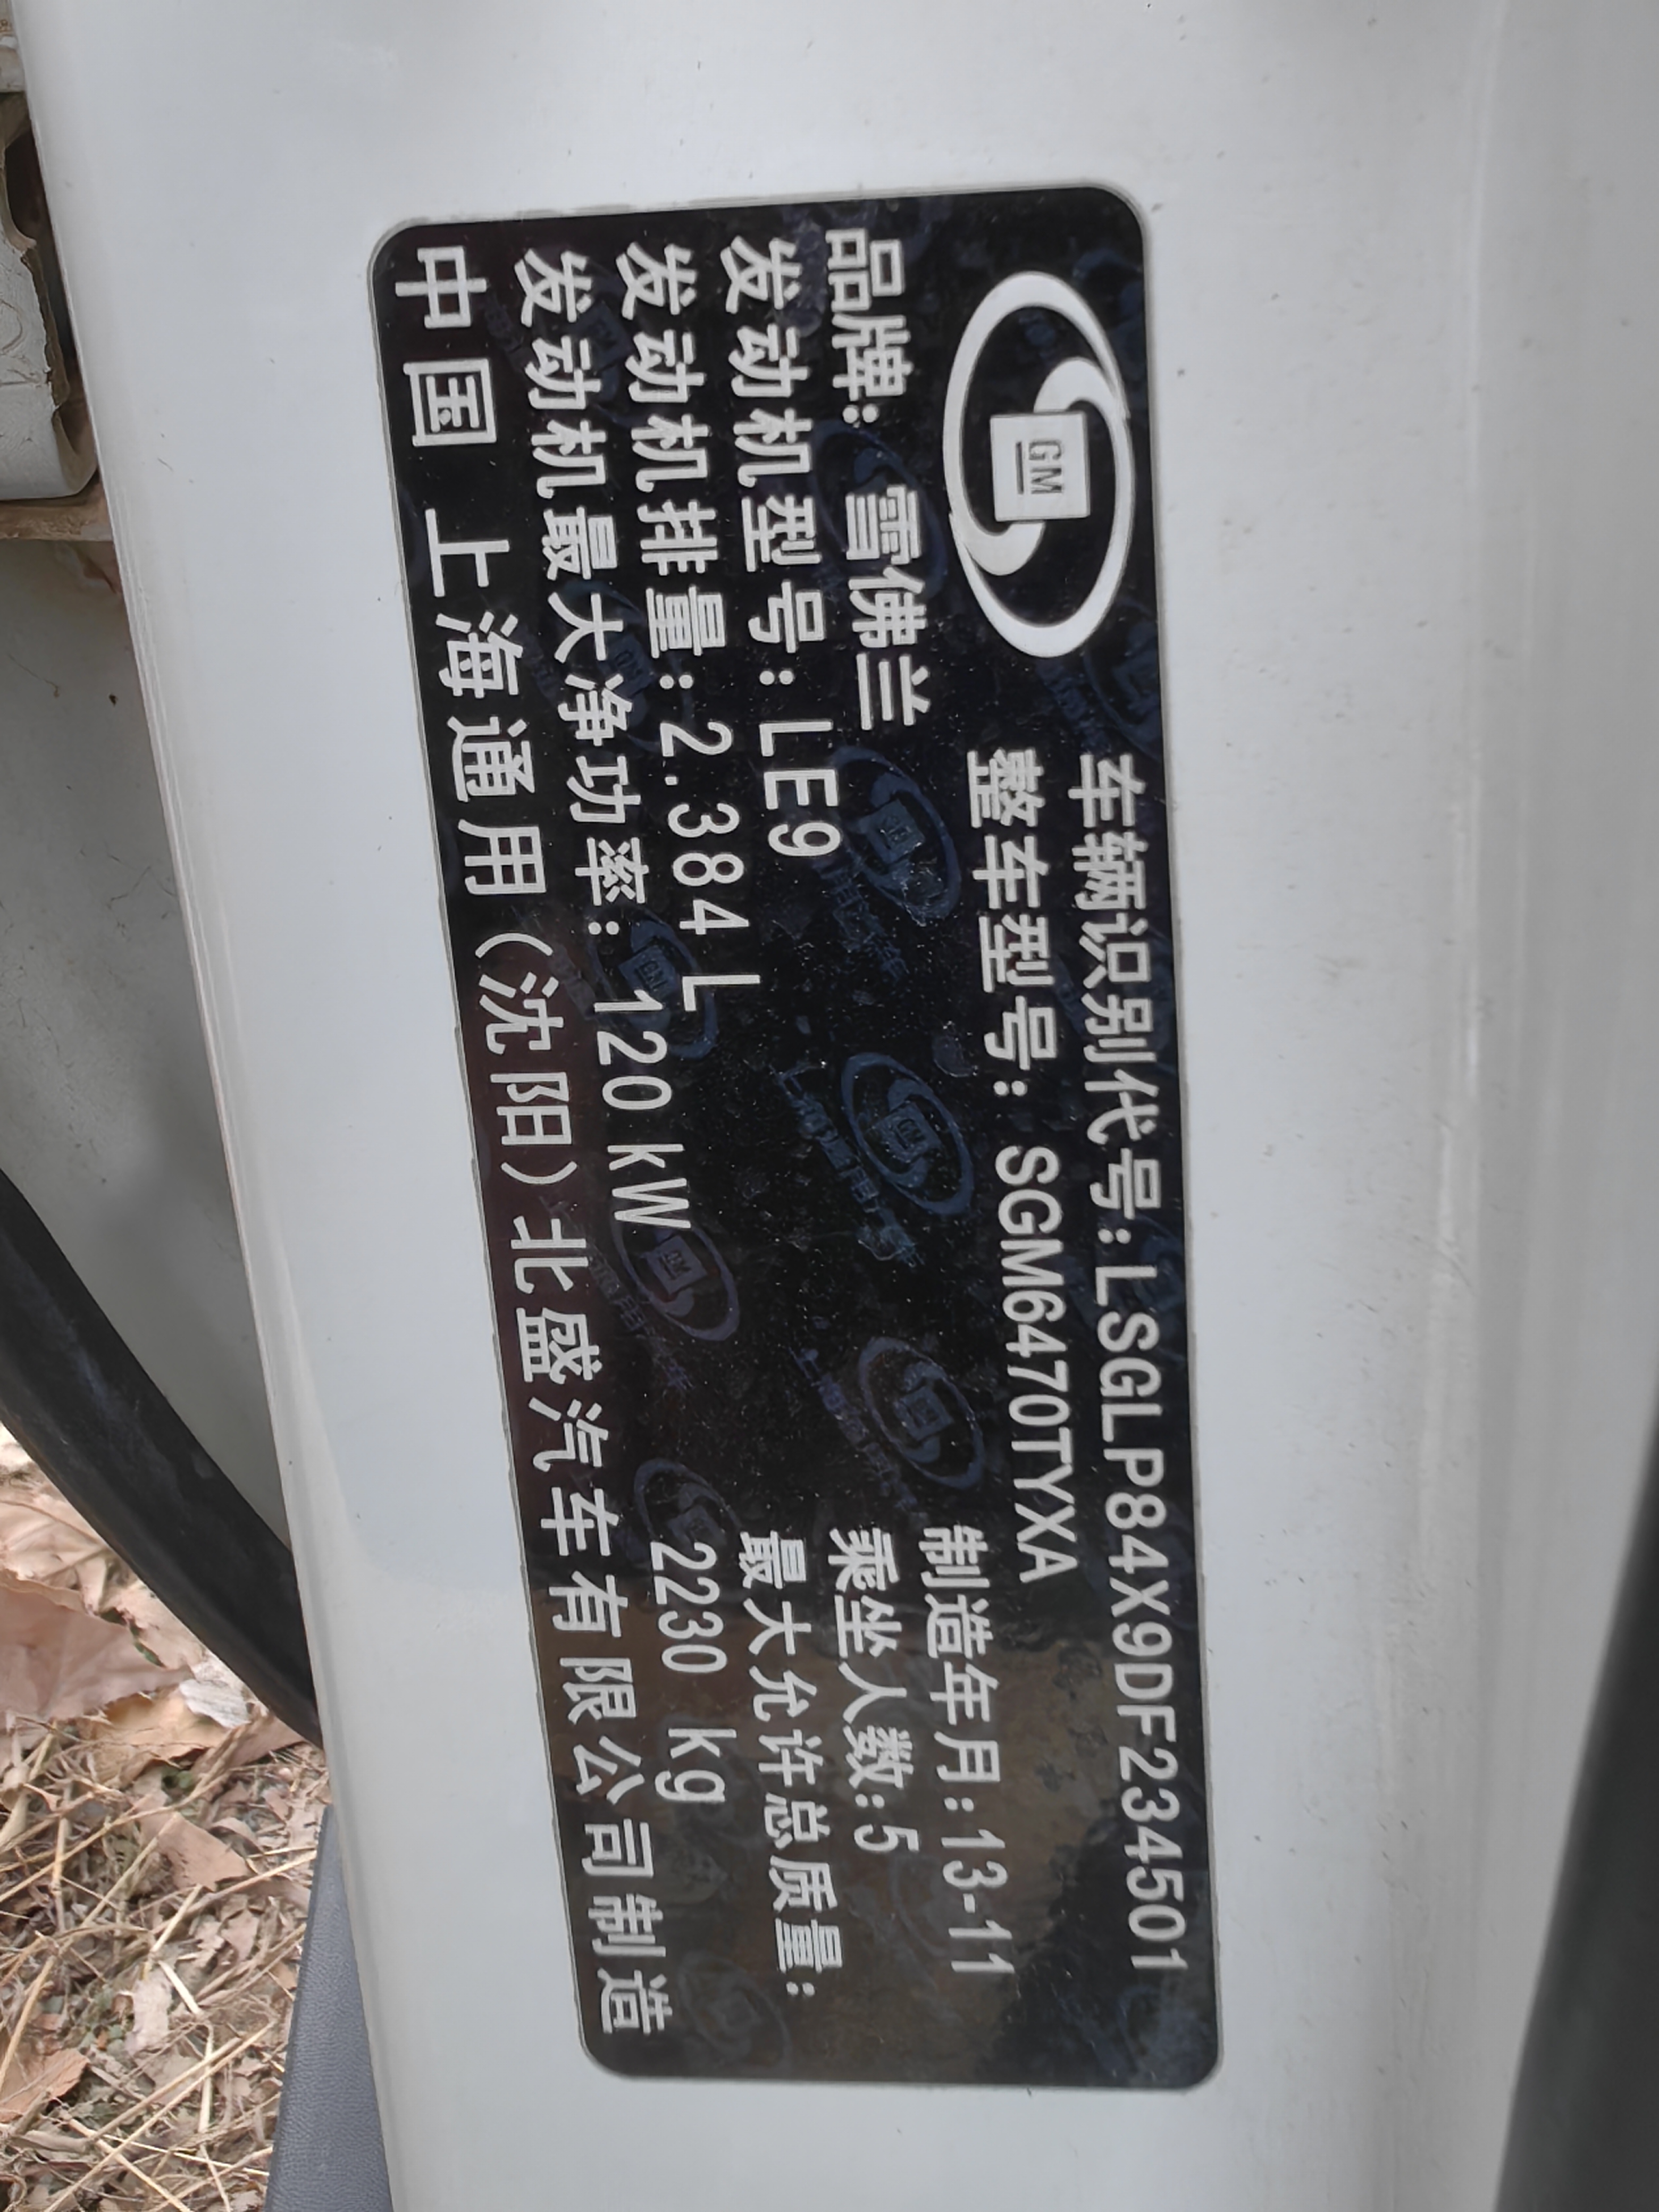 GM
车辆识别代号:LSGLP84X9DF234501
整车型号: SGM6470TYXA
品牌: 雪佛兰
制造年月:13-11
发动机型号:LE9
乘坐人数:5
发动机排量:2.384 L
最大允许总质量:
发动机最大净功率: 120 kW
2230 kg
中国 上海通用(沈阳)北盛汽车有限公司制造